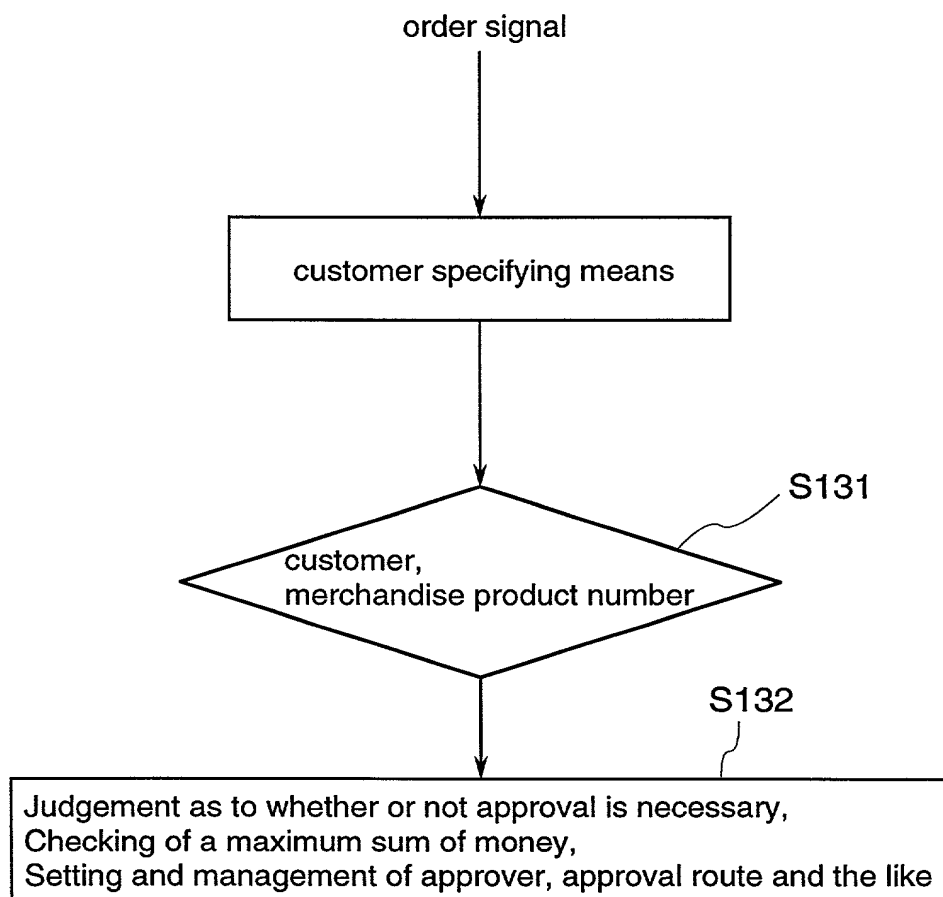 order signal
customer specifying means
S131
customer,
merchandise product number
S132
Judgement as to whether or not approval is necessary,
Checking of a maximum sum of money,
Setting and management of approver, approval route and the like